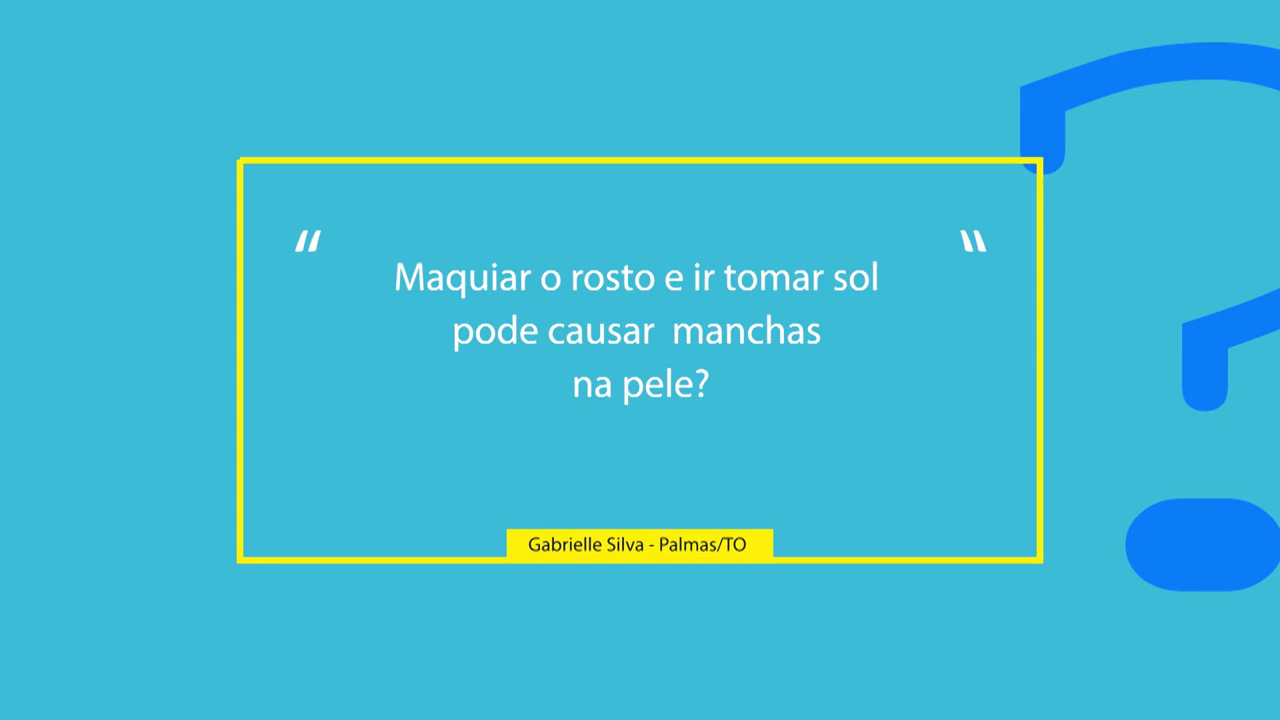 “ Maquiar o rosto e ir tomar sol ”
pode causar manchas
na pele?
Gabrielle Silva - Palmas/TO